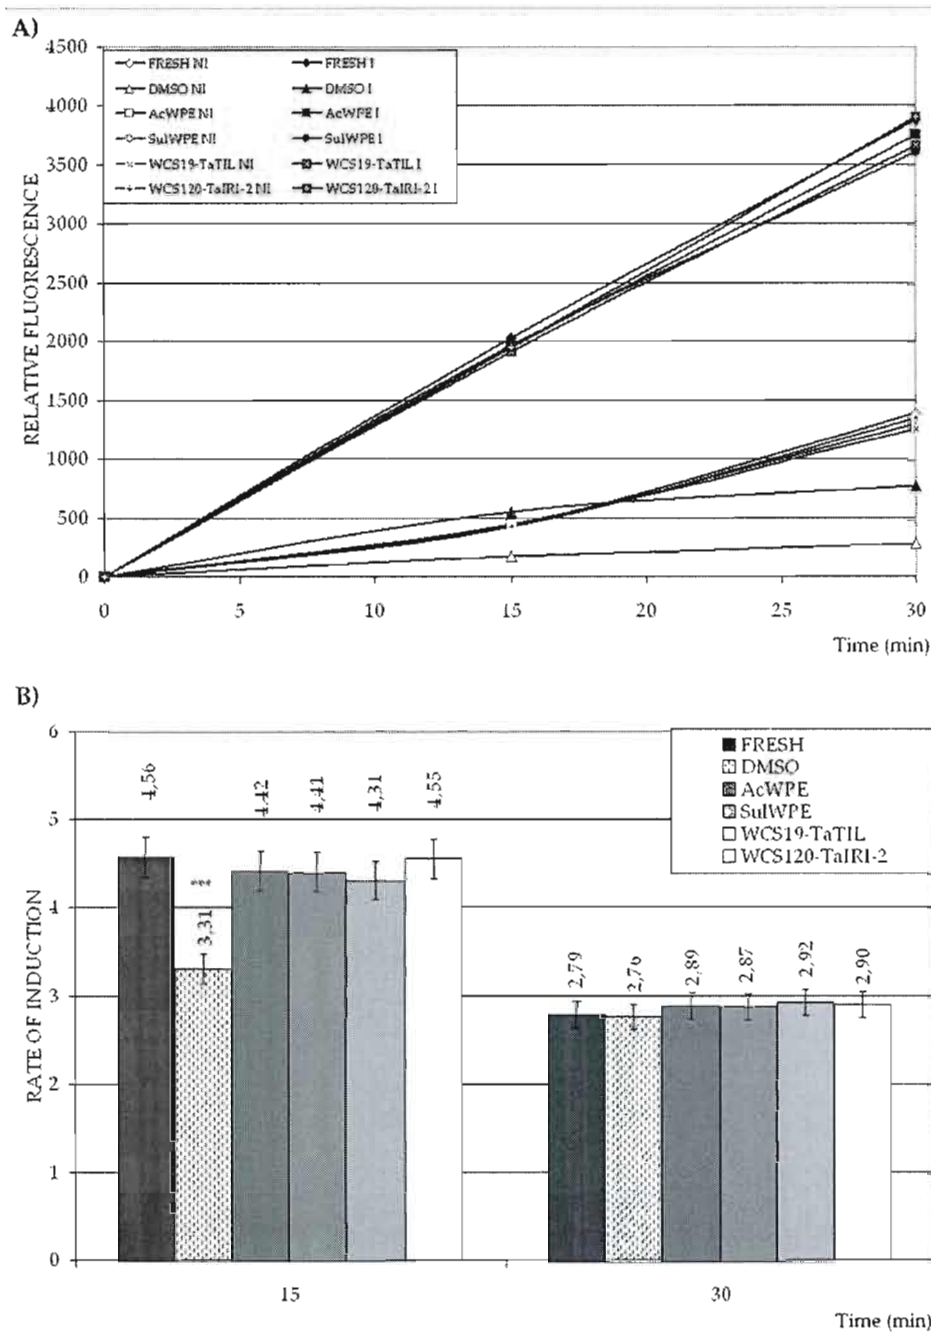 A)
4500
4000
3500
3000
2500
2000
1500
1000
500
0
RELATIVE FLUORESCENCE
FRESH NI FRESH I
DMSO NI DMSO I
AcWPE NI AcWPE I
SulWPE NI SulWPE I
WCS19-TaTIL NI WCS19-TaTIL I
WCS120-TaIRI-2 NI WCS120-TaIRI-2 I
0 5 10 15 20 25 30
Time (min)
B)
6
5
4
3
2
1
0
RATE OF INDUCTION
FRESH
DMSO
AcWPE
SulWPE
WCS19-TaTIL
WCS120-TaIRI-2
4,56 3,31 4,42 4,41 4,31 4,55
2,79 2,76 2,89 2,87 2,92 2,90
15 30
Time (min)